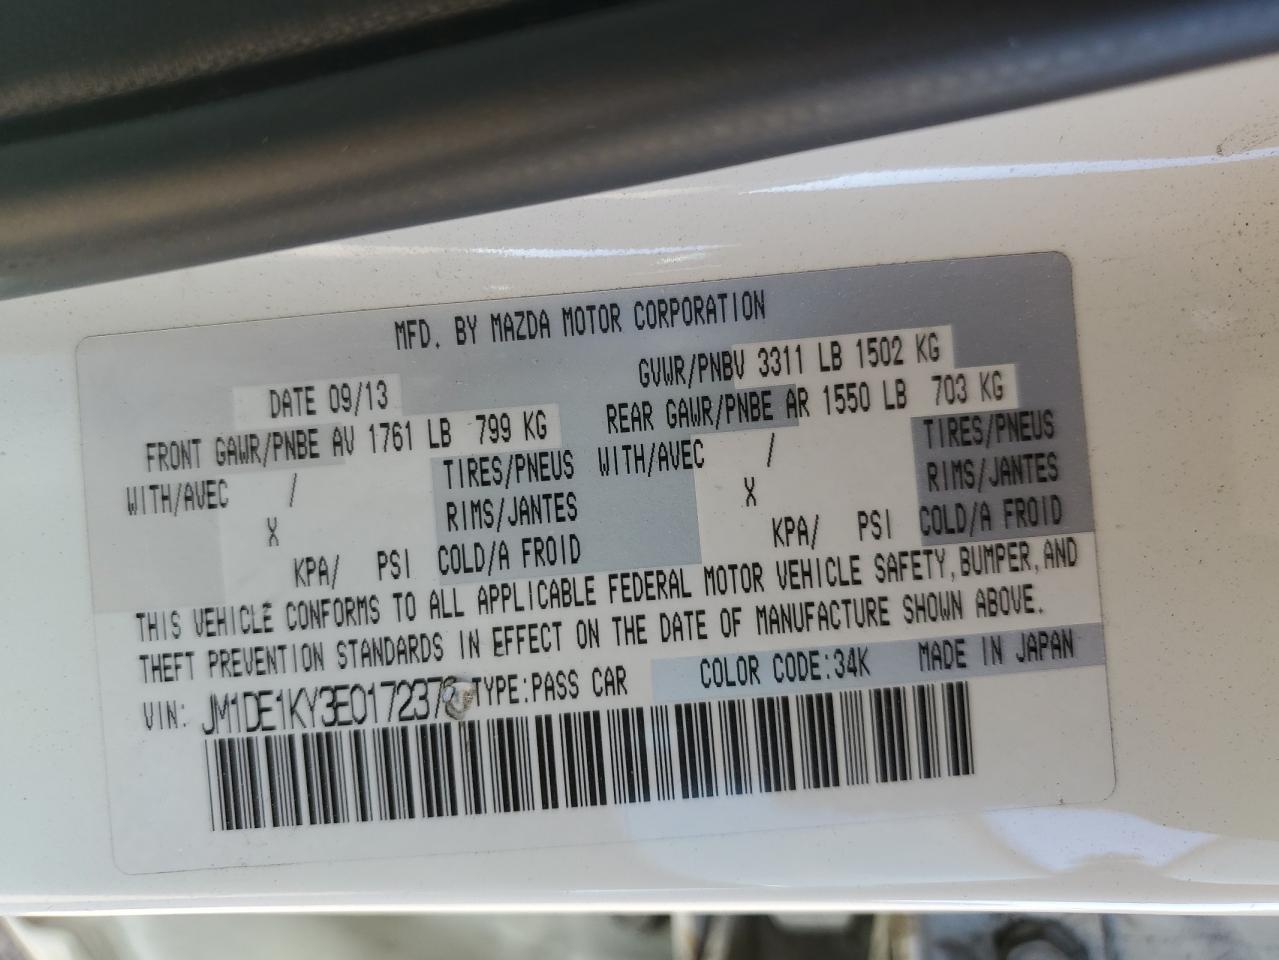 MFD. BY MAZDA MOTOR CORPORATION
DATE 09/13 GVWR/PNBV 3311 LB 1502 KG
FRONT GAWR/PNBE AV 1761 LB 799 KG REAR GAWR/PNBE AR 1550 LB 703 KG
WITH/AVEC / TIRES/PNEUS WITH/AVEC / TIRES/PNEUS
X RIMS/JANTES X RIMS/JANTES
KPA/ PSI COLD/A FROID KPA/ PSI COLD/A FROID
THIS VEHICLE CONFORMS TO ALL APPLICABLE FEDERAL MOTOR VEHICLE SAFETY, BUMPER, AND
THEFT PREVENTION STANDARDS IN EFFECT ON THE DATE OF MANUFACTURE SHOWN ABOVE.
VIN: JM1DE1KY3E0172378 TYPE:PASS CAR COLOR CODE:34K MADE IN JAPAN